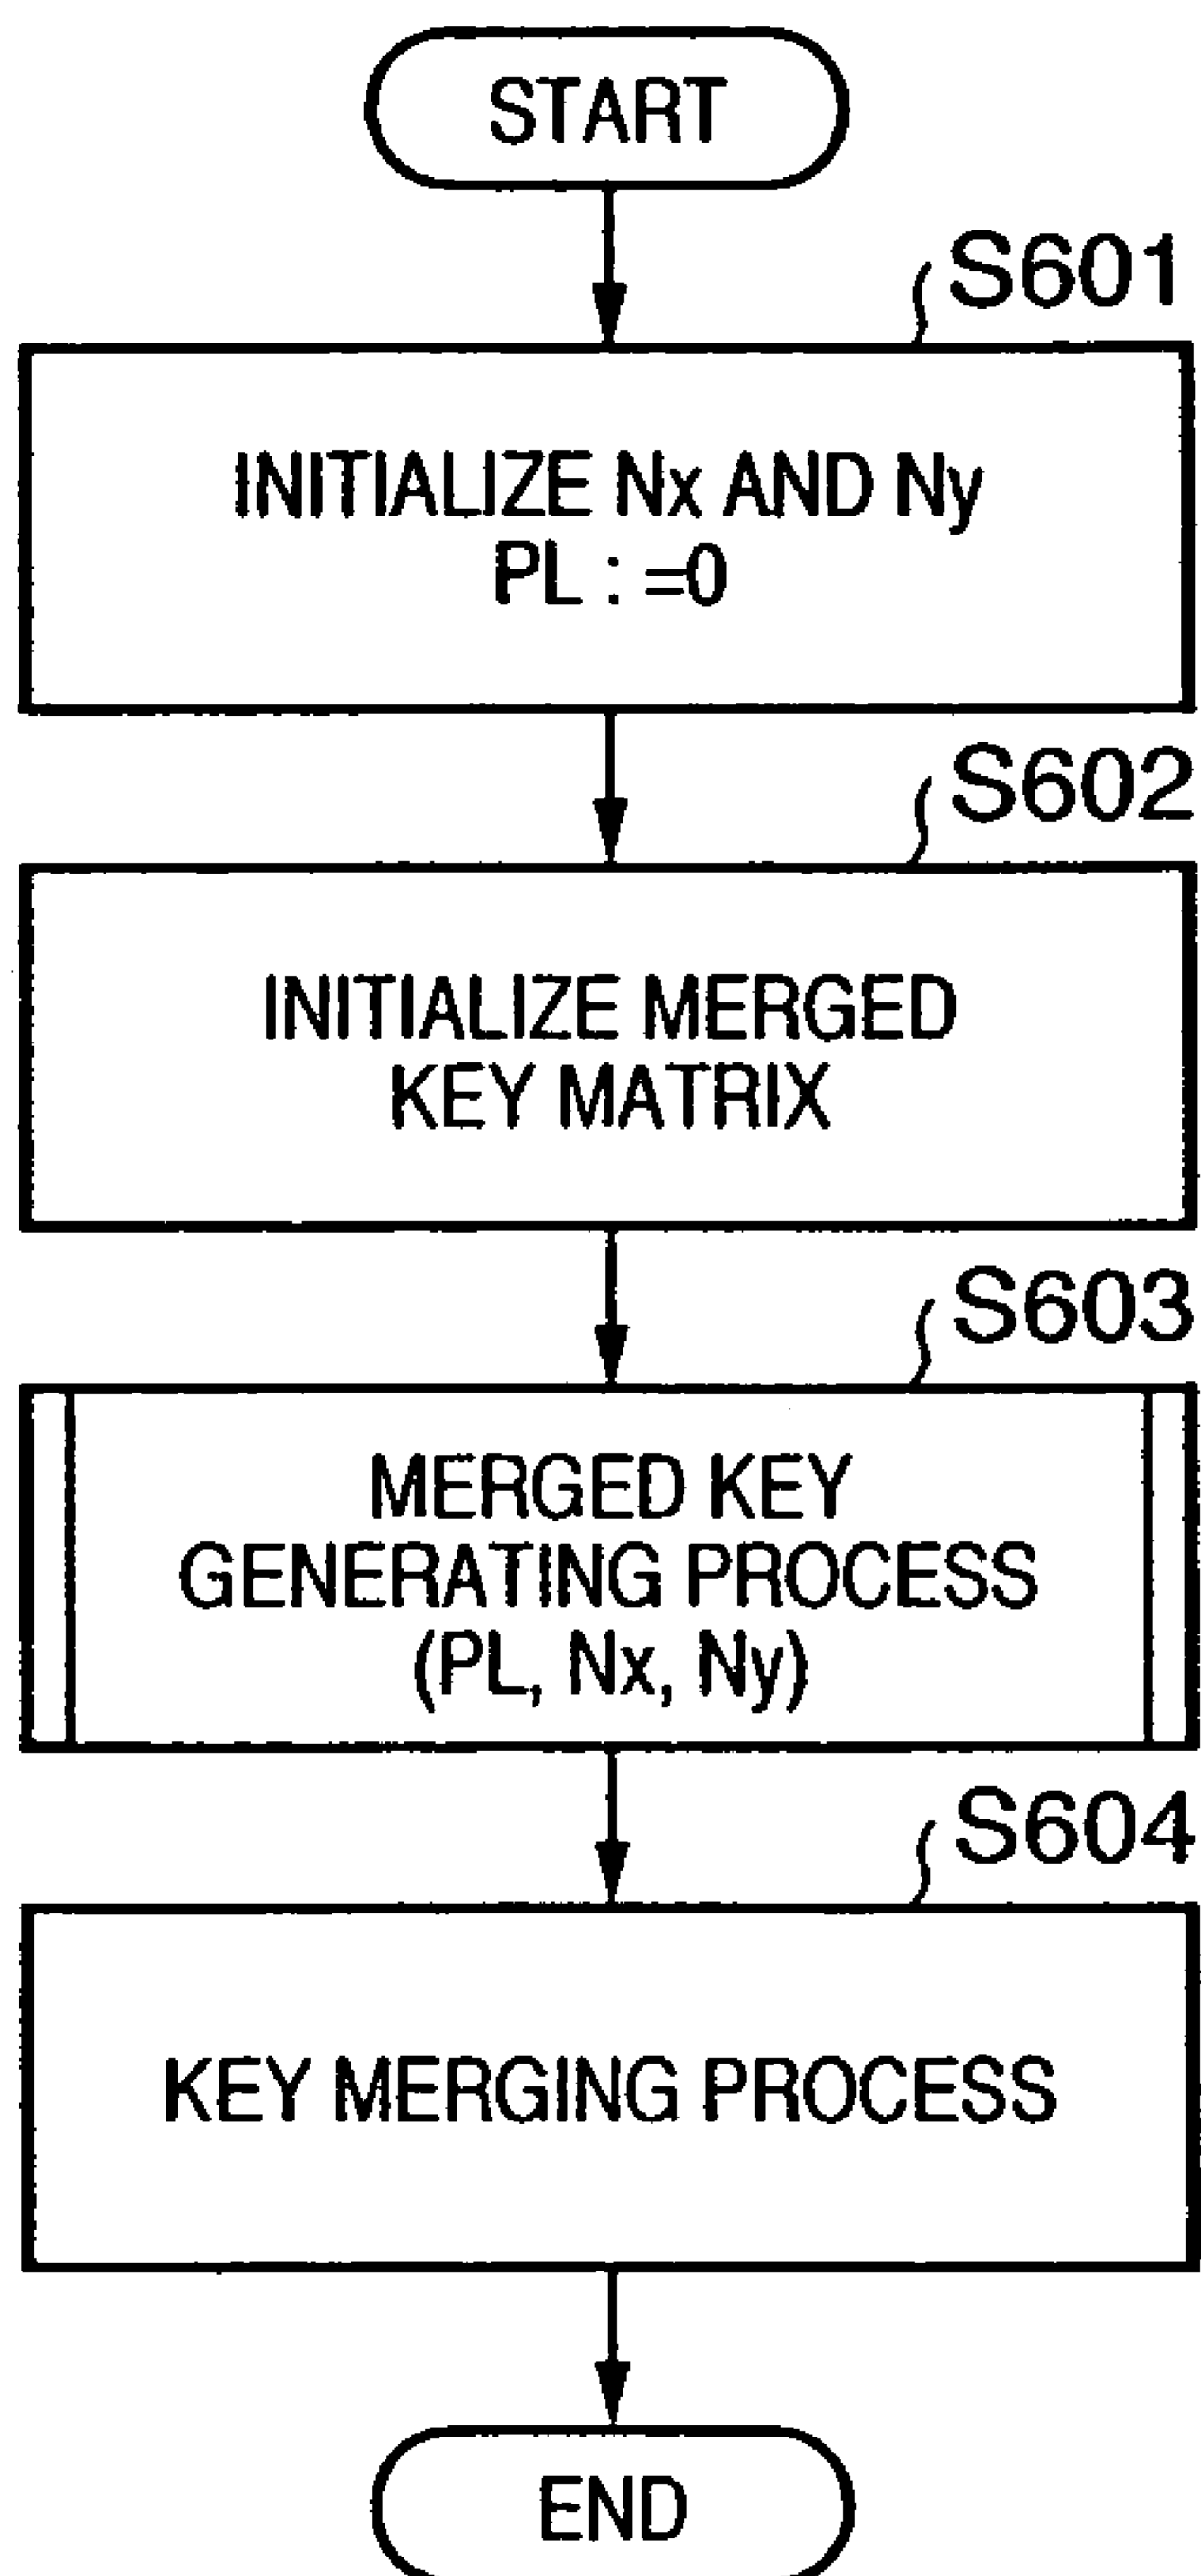 START
S601
INITIALIZE Nx AND Ny
PL : =0
S602
INITIALIZE MERGED
KEY MATRIX
S603
MERGED KEY
GENERATING PROCESS
(PL, Nx, Ny)
S604
KEY MERGING PROCESS
END